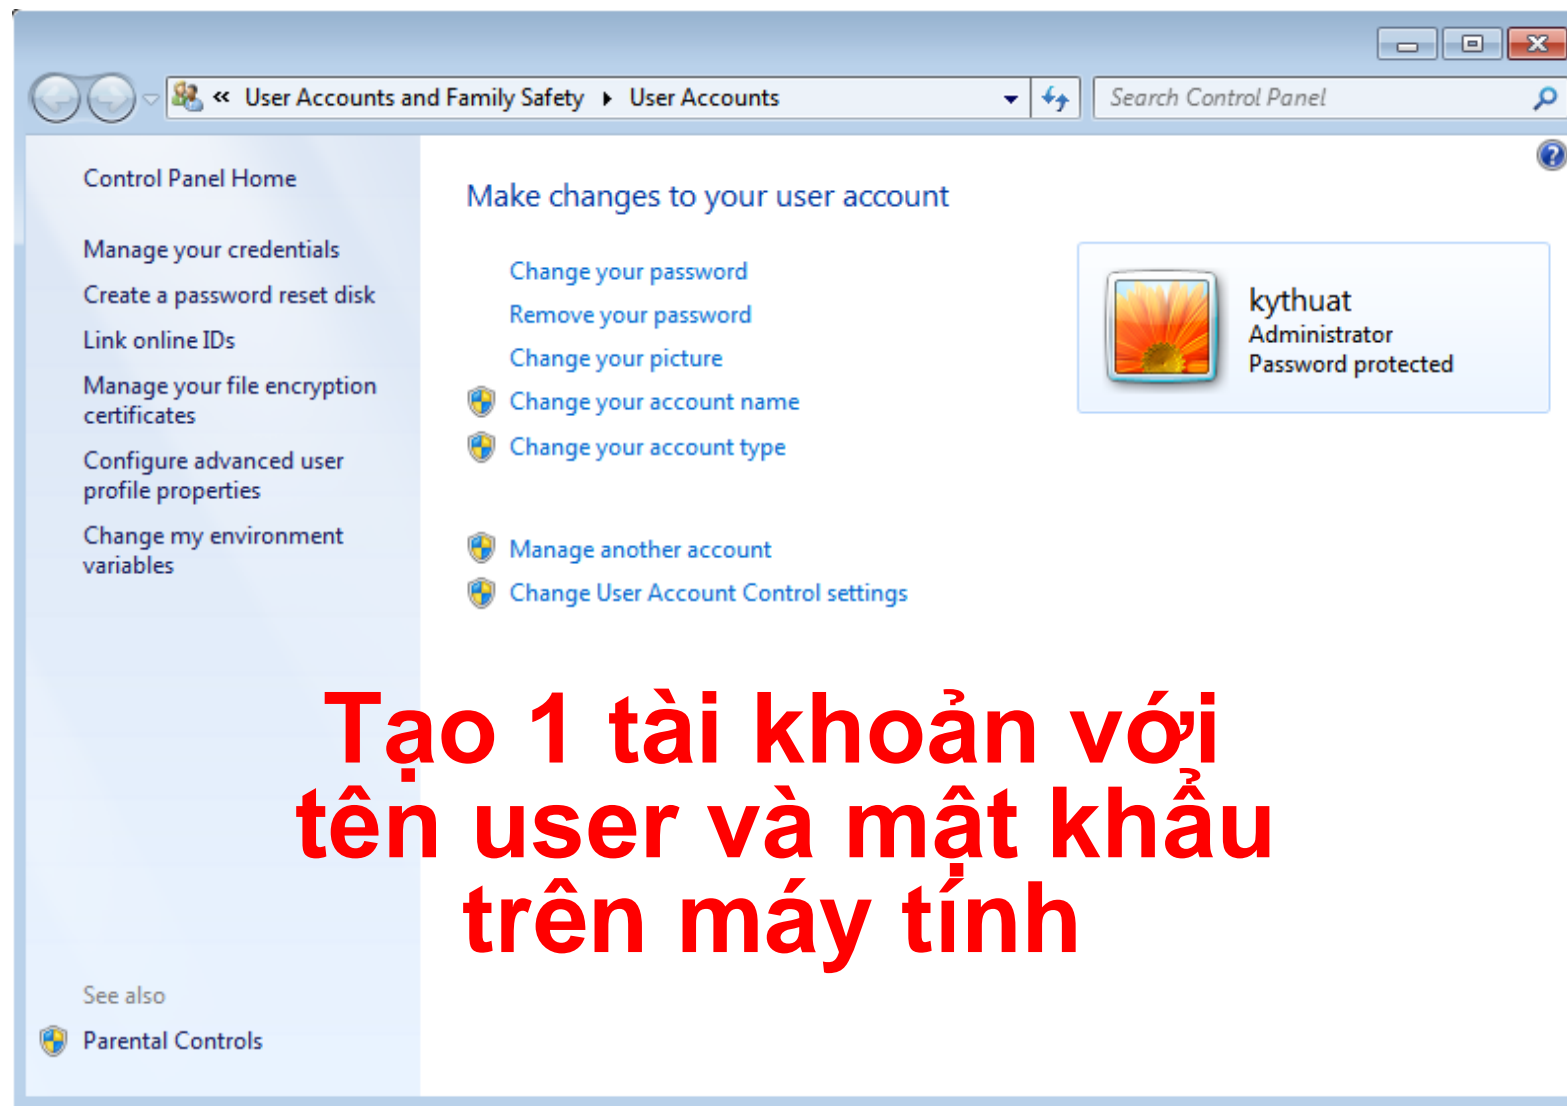 « User Accounts and Family Safety ▸ User Accounts
Search Control Panel
Control Panel Home
Manage your credentials
Create a password reset disk
Link online IDs
Manage your file encryption
certificates
Configure advanced user
profile properties
Change my environment
variables
See also
Parental Controls
Make changes to your user account
Change your password
Remove your password
Change your picture
Change your account name
Change your account type
Manage another account
Change User Account Control settings
kythuat
Administrator
Password protected
Tạo 1 tài khoản với
tên user và mật khẩu
trên máy tính